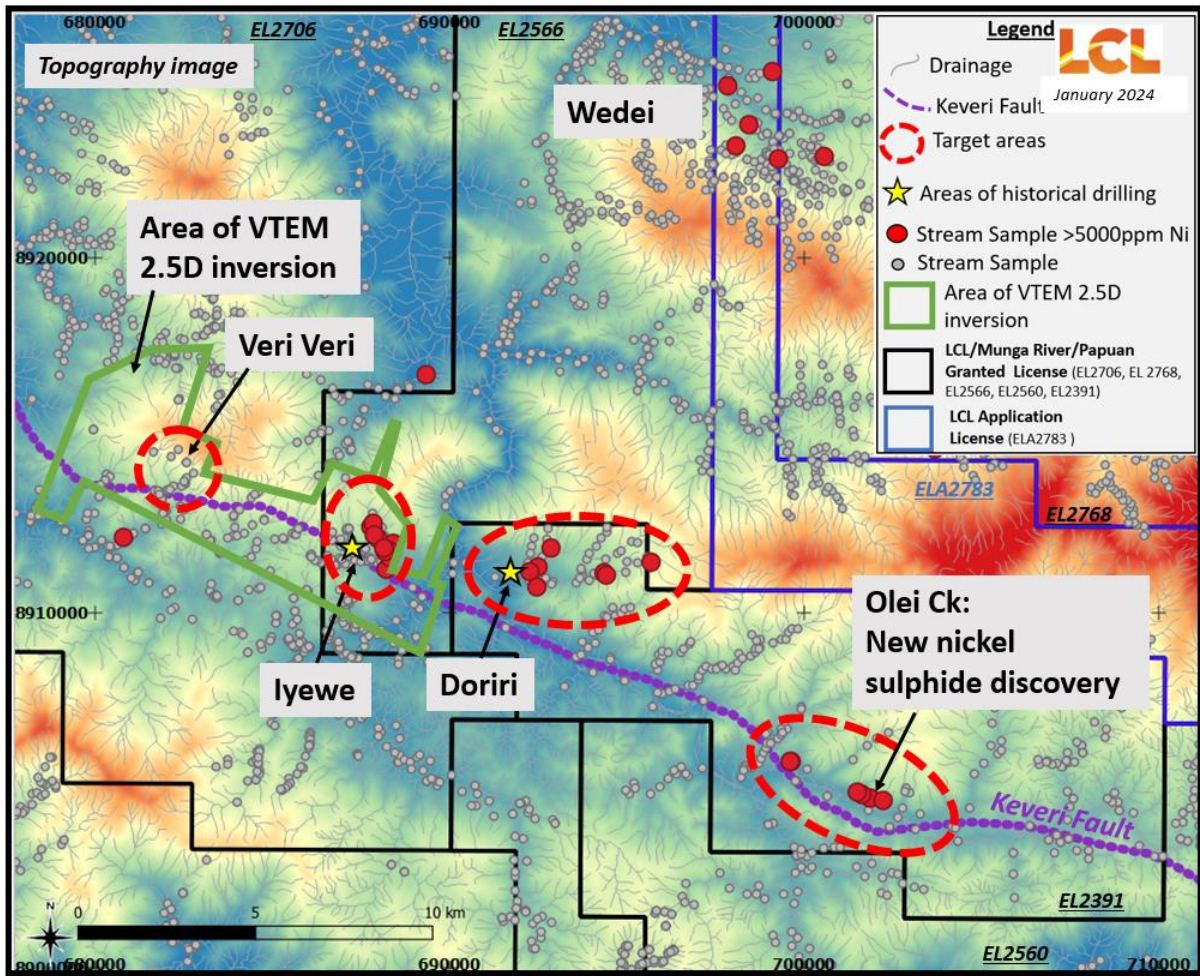 680000
EL2706
690000
EL2566
700000
Topography image
Wedei
Legend
LCL
January 2024
Drainage
Keveri Fault
Target areas
Areas of historical drilling
Stream Sample >5000ppm Ni
Stream Sample
Area of VTEM 2.5D
inversion
LCL/Munga River/Papuan
Granted License (EL2706, EL 2768,
EL2566, EL2560, EL2391)
LCL Application
License (ELA2783 )
Area of VTEM
2.5D inversion
8920000
Veri Veri
ELA2783
EL2768
8910000
Iyewe
Doriri
Olei Ck:
New nickel
sulphide discovery
Keveri Fault
EL2391
N
0 5 10 km
EL2560
680000
690000
700000
710000